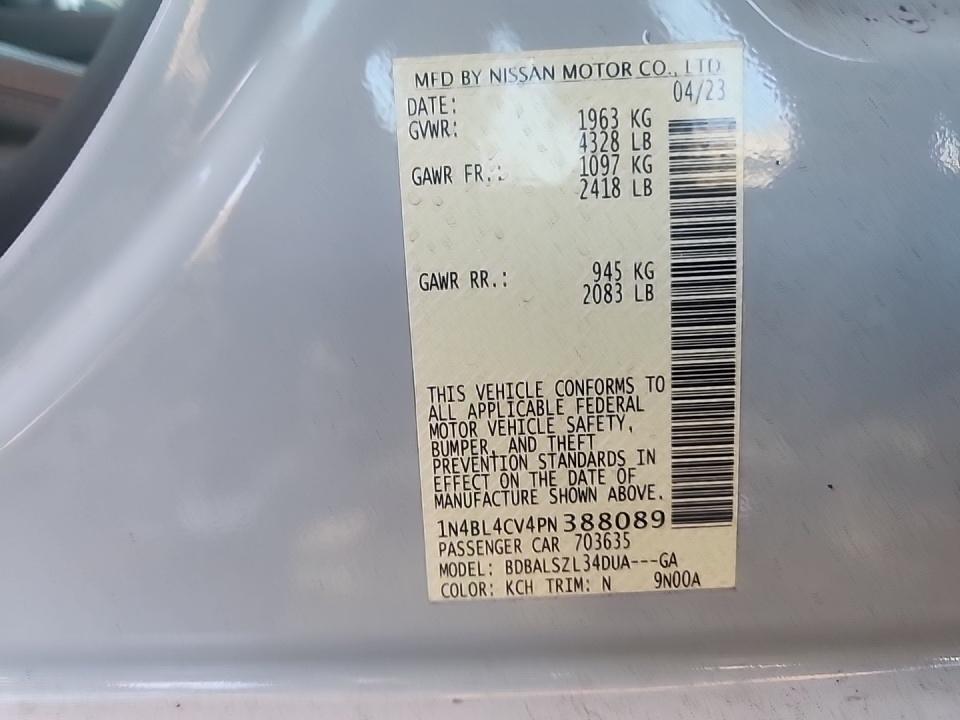 MFD BY NISSAN MOTOR CO., LTD
DATE: 04/23
GVWR: 1963 KG
4328 LB
GAWR FR.: 1097 KG
2418 LB
GAWR RR.: 945 KG
2083 LB
THIS VEHICLE CONFORMS TO
ALL APPLICABLE FEDERAL
MOTOR VEHICLE SAFETY,
BUMPER, AND THEFT
PREVENTION STANDARDS IN
EFFECT ON THE DATE OF
MANUFACTURE SHOWN ABOVE.
1N4BL4CV4PN388089
PASSENGER CAR 703635
MODEL: BDBALSZL34DUA---GA
COLOR: KCH TRIM: N 9N00A